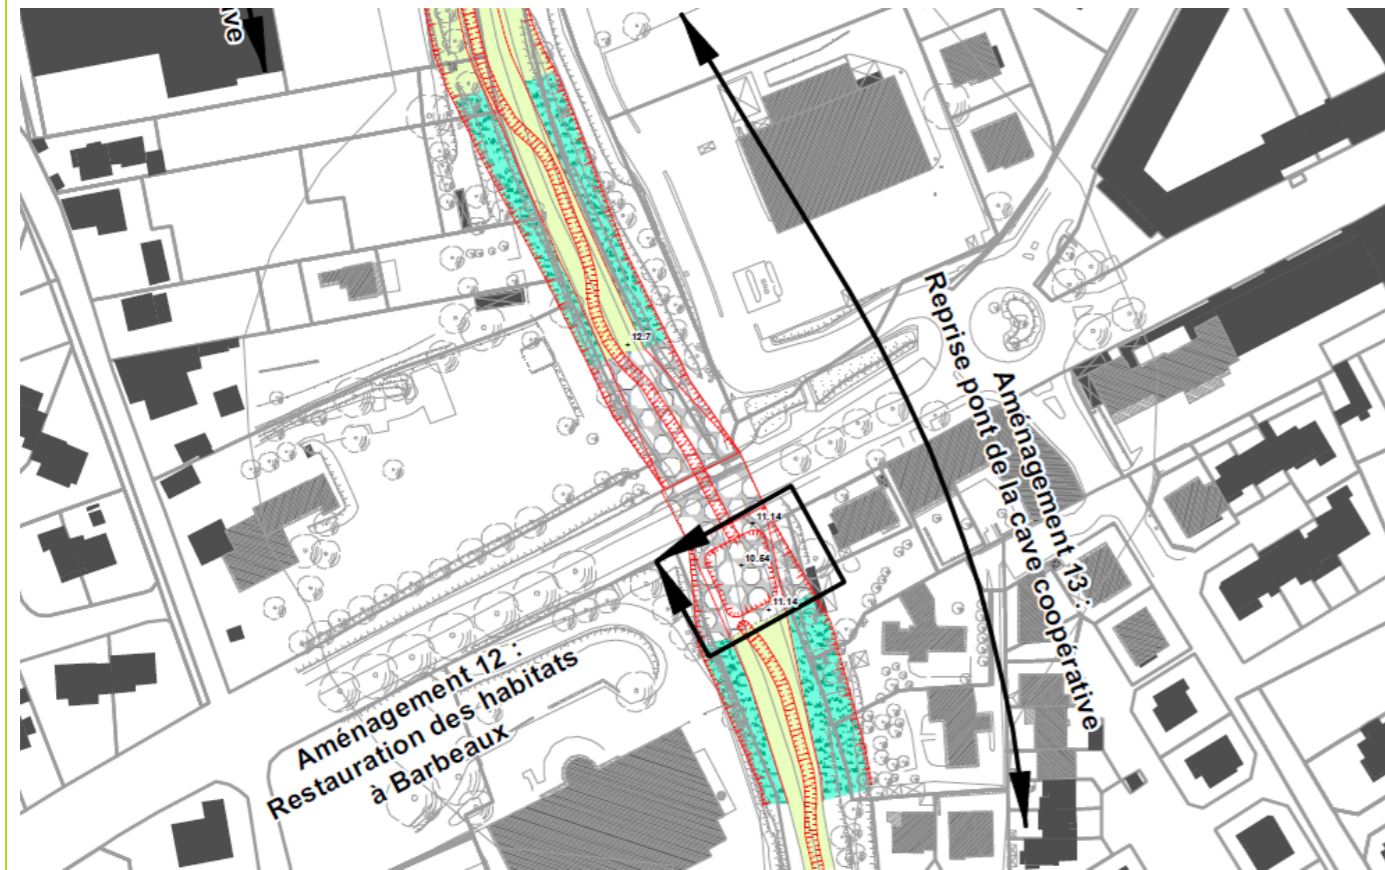 uve
12.7
11.14
10.64
11.14
Aménagement 13 :
Reprise pont de la cave coopérative
Aménagement 12 :
Restauration des habitats
à Barbeaux